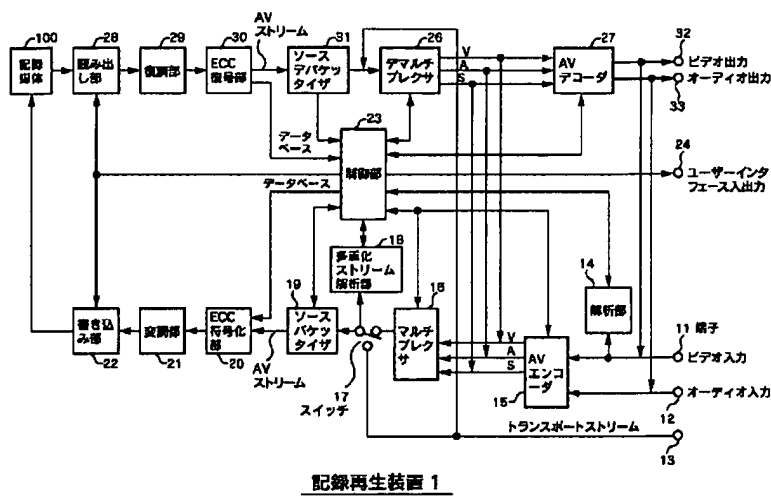 100
記録
媒体
28
読み出
し部
29
復調部
30
ECC
復号部
AV
ストリーム
31
ソース
デパケッ
タイザ
26
デマルチ
プレクサ
V
A
S
27
AV
デコーダ
32
ビデオ出力
オーディオ出力
33
データ
ベース
23
制御部
24
ユーザーインタ
フェース入出力
データベース
18
多重化
ストリーム
解析部
14
解析部
書き込
み部
22
変調部
21
ECC
符号化
部
20
AV
ストリーム
19
ソース
パケッ
タイザ
17
スイッチ
16
マルチ
プレク
サ
V
A
S
AV
エンコ
ーダ
15
11 端子
ビデオ入力
オーディオ入力
12
トランスポートストリーム
13
記録再生装置 1